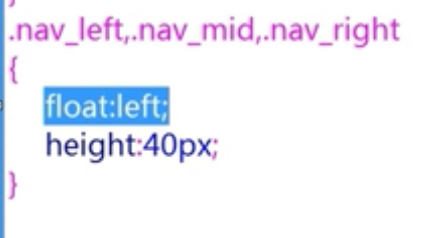 }
.nav_left,.nav_mid,.nav_right
{
float:left;
height:40px;
}